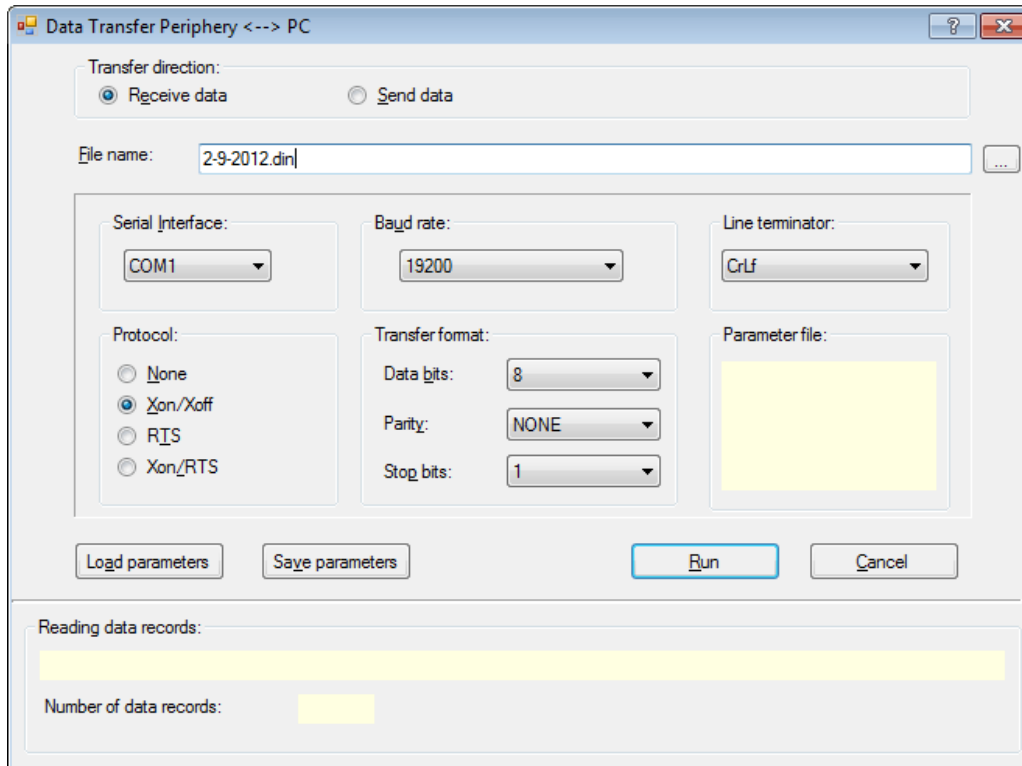 Data Transfer Periphery <--> PC
Transfer direction:
Receive data Send data
File name: 2-9-2012.din ...
Serial Interface: Baud rate: Line terminator:
COM1 19200 CrLf
Protocol: Transfer format: Parameter file:
None Data bits: 8
Xon/Xoff
RTS Parity: NONE
Xon/RTS Stop bits: 1
Load parameters Save parameters Run Cancel
Reading data records:
Number of data records: